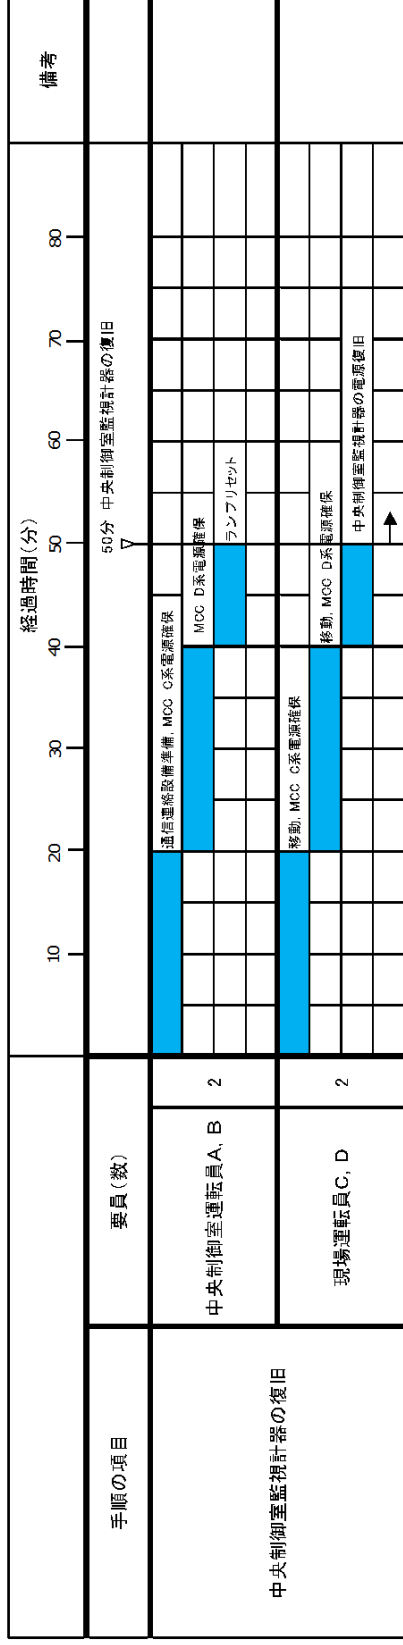 経過時間(分)
備考
10 20 30 40 50 60 70 80
手順の項目
要員(数)
50分 中央制御室監視計器の復旧
▽
中央制御室監視計器の復旧
中央制御室運転員A, B
2
通信連絡設備準備, MCC C系電源確保
MCC D系電源確保
ランプリセット
現場運転員C, D
2
移動, MCC C系電源確保
移動, MCC D系電源確保
中央制御室監視計器の電源復旧